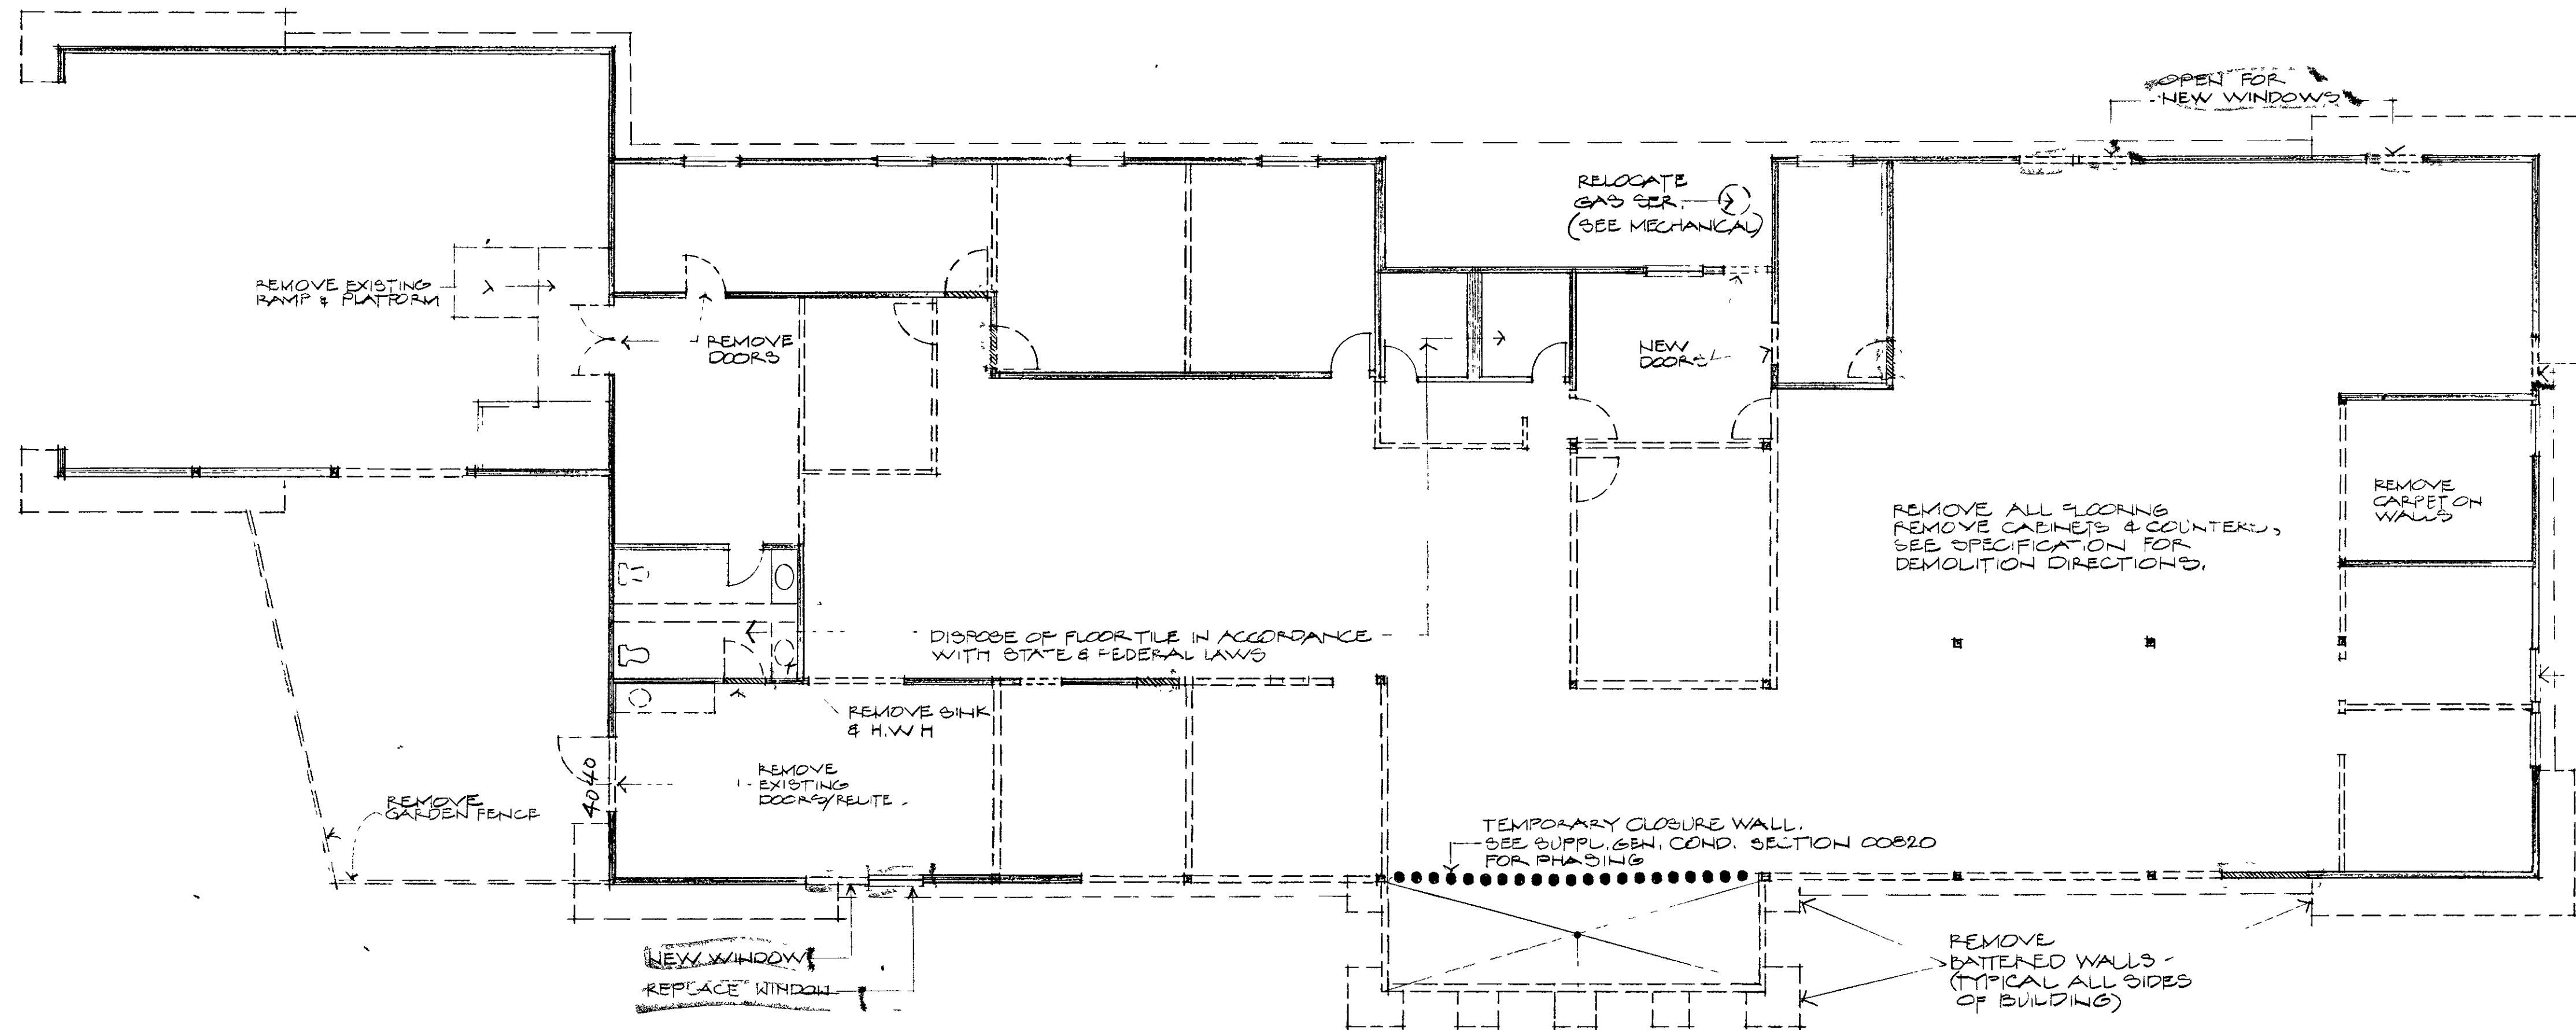 OPEN FOR
NEW WINDOWS
RELOCATE
GAS SER.
(SEE MECHANICAL)
REMOVE EXISTING
RAMP & PLATFORM
REMOVE
DOORS
NEW
DOORS
REMOVE
CARPET ON
WALLS
REMOVE ALL FLOORING
REMOVE CABINETS & COUNTERS,
SEE SPECIFICATION FOR
DEMOLITION DIRECTIONS.
DISPOSE OF FLOOR TILE IN ACCORDANCE
WITH STATE & FEDERAL LAWS
REMOVE SINK
& H.W H
REMOVE
EXISTING
DOORS/RELITE.
4040
REMOVE
GARDEN FENCE
TEMPORARY CLOSURE WALL.
SEE SUPPL. GEN. COND. SECTION 00820
FOR PHASING
NEW WINDOW
REPLACE WINDOW
REMOVE
BATTERED WALLS -
(TYPICAL ALL SIDES
OF BUILDING)